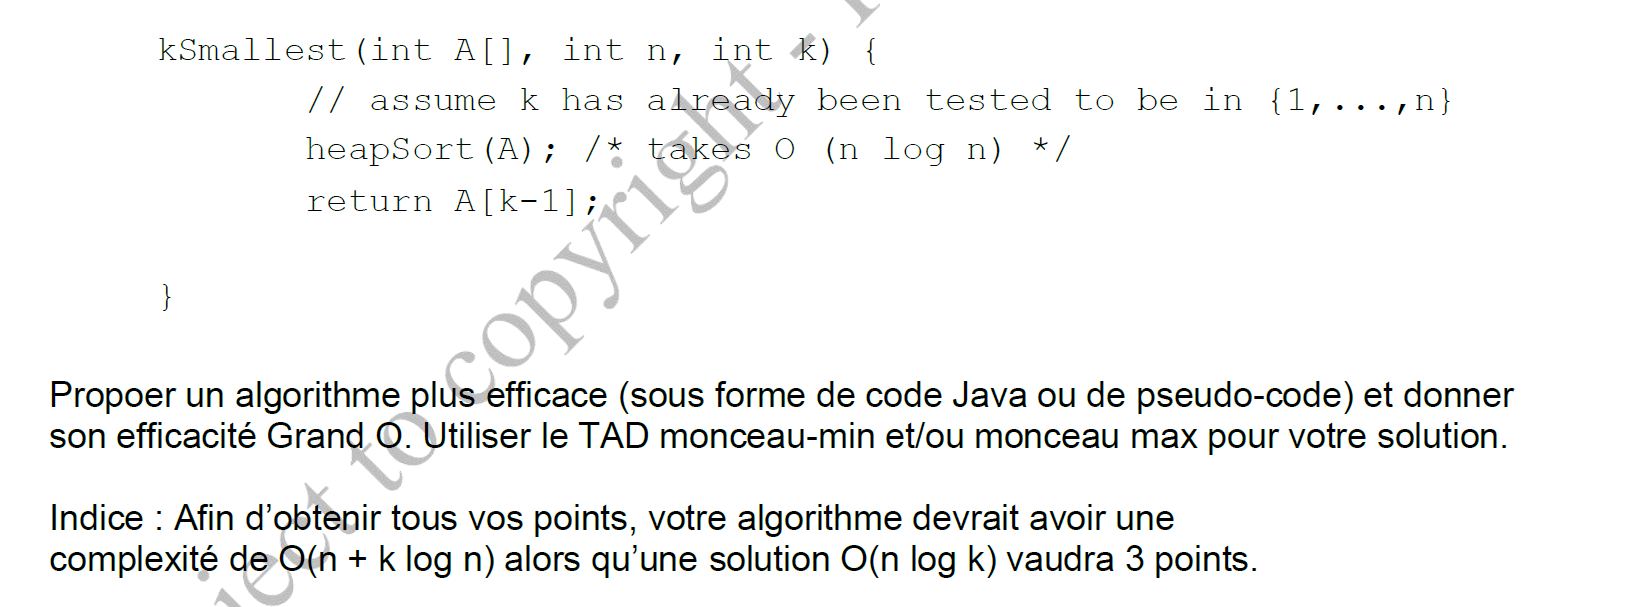 kSmallest(int A[], int n, int k) {
// assume k has already been tested to be in {1,...,n}
heapSort(A); /* takes O (n log n) */
return A[k-1];
}
Propoer un algorithme plus efficace (sous forme de code Java ou de pseudo-code) et donner
son efficacité Grand O. Utiliser le TAD monceau-min et/ou monceau max pour votre solution.
Indice : Afin d’obtenir tous vos points, votre algorithme devrait avoir une
complexité de O(n + k log n) alors qu’une solution O(n log k) vaudra 3 points.
ject to copyright -